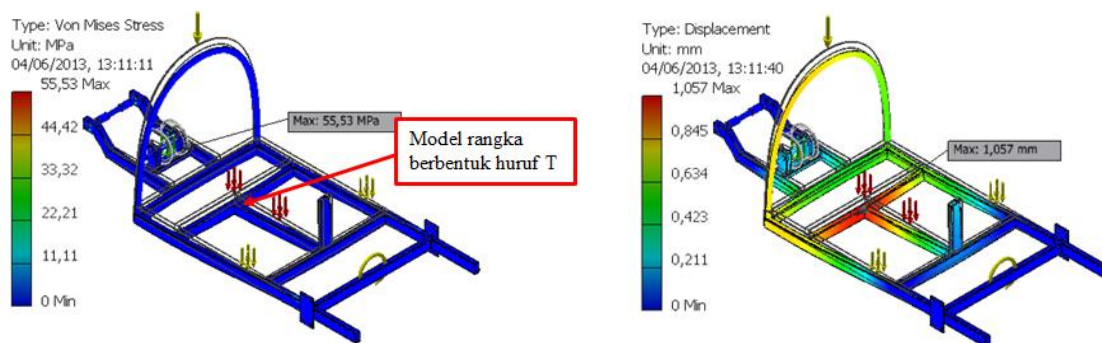 Type: Von Mises Stress
Unit: MPa
04/06/2013, 13:11:11
55,53 Max
44,42
33,32
22,21
11,11
0 Min
Max: 55,53 MPa
Model rangka
berbentuk huruf T
Type: Displacement
Unit: mm
04/06/2013, 13:11:40
1,057 Max
0,845
0,634
0,423
0,211
0 Min
Max: 1,057 mm